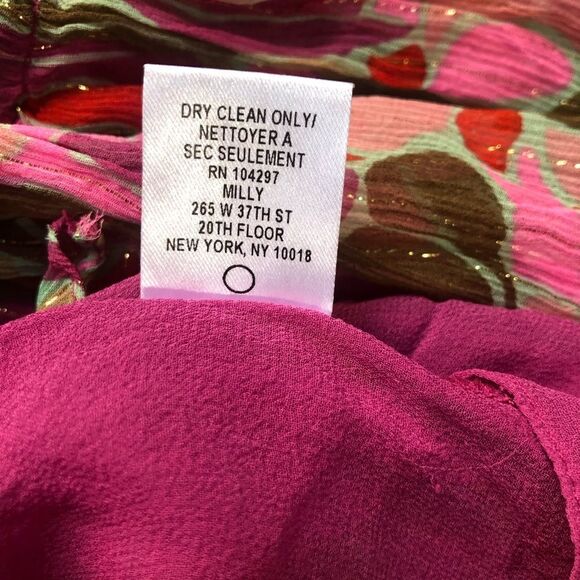 DRY CLEAN ONLY/
NETTOYER A
SEC SEULEMENT
RN 104297
MILLY
265 W 37TH ST
20TH FLOOR
NEW YORK, NY 10018